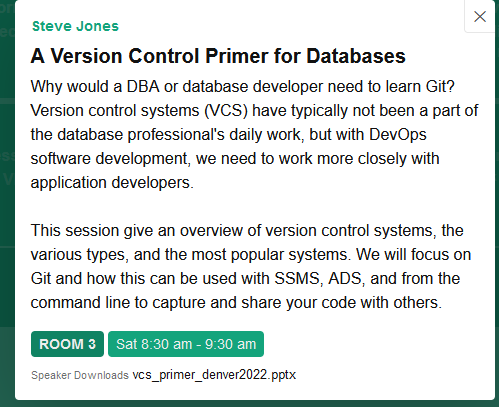 Steve Jones
A Version Control Primer for Databases
Why would a DBA or database developer need to learn Git?
Version control systems (VCS) have typically not been a part of
the database professional's daily work, but with DevOps
software development, we need to work more closely with
application developers.
This session give an overview of version control systems, the
various types, and the most popular systems. We will focus on
Git and how this can be used with SSMS, ADS, and from the
command line to capture and share your code with others.
ROOM 3 Sat 8:30 am - 9:30 am
Speaker Downloads vcs_primer_denver2022.pptx